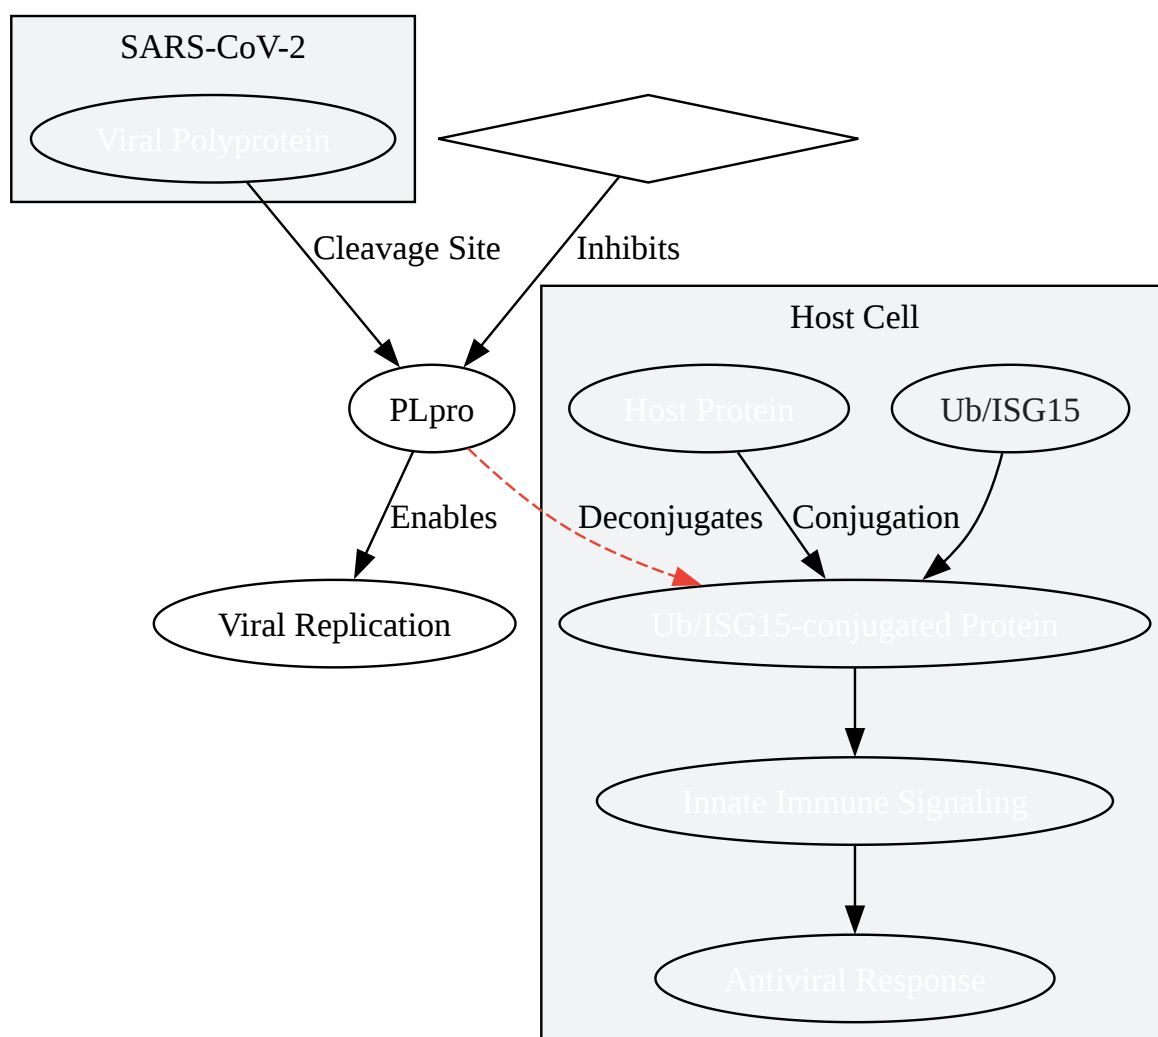 SARS-CoV-2
Viral Polyprotein
Cleavage Site
Inhibits
Host Cell
PLpro
Host Protein
Ub/ISG15
Enables
Deconjugates
Conjugation
Viral Replication
Ub/ISG15-conjugated Protein
Innate Immune Signaling
Antiviral Response